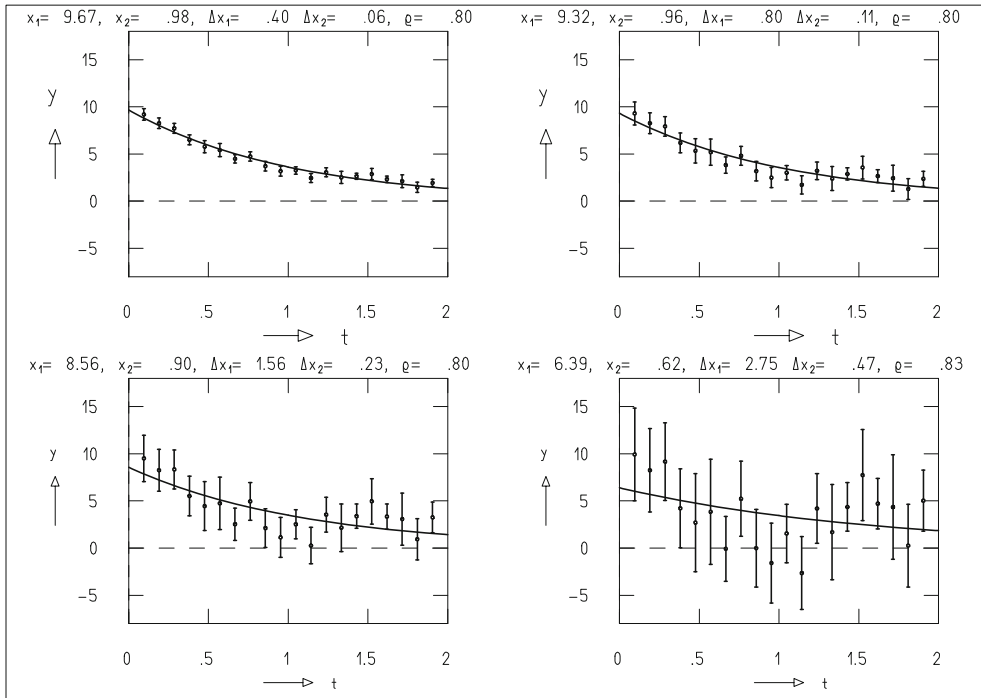 x₁= 9.67, x₂= .98, Δx₁= .40 Δx₂= .06, ϱ= .80
15
10
5
0
-5
y
0 .5 1 1.5 2
t
x₁= 9.32, x₂= .96, Δx₁= .80 Δx₂= .11, ϱ= .80
15
10
5
0
-5
y
0 .5 1 1.5 2
t
x₁= 8.56, x₂= .90, Δx₁= 1.56 Δx₂= .23, ϱ= .80
15
10
5
0
-5
y
0 .5 1 1.5 2
t
x₁= 6.39, x₂= .62, Δx₁= 2.75 Δx₂= .47, ϱ= .83
15
10
5
0
-5
y
0 .5 1 1.5 2
t